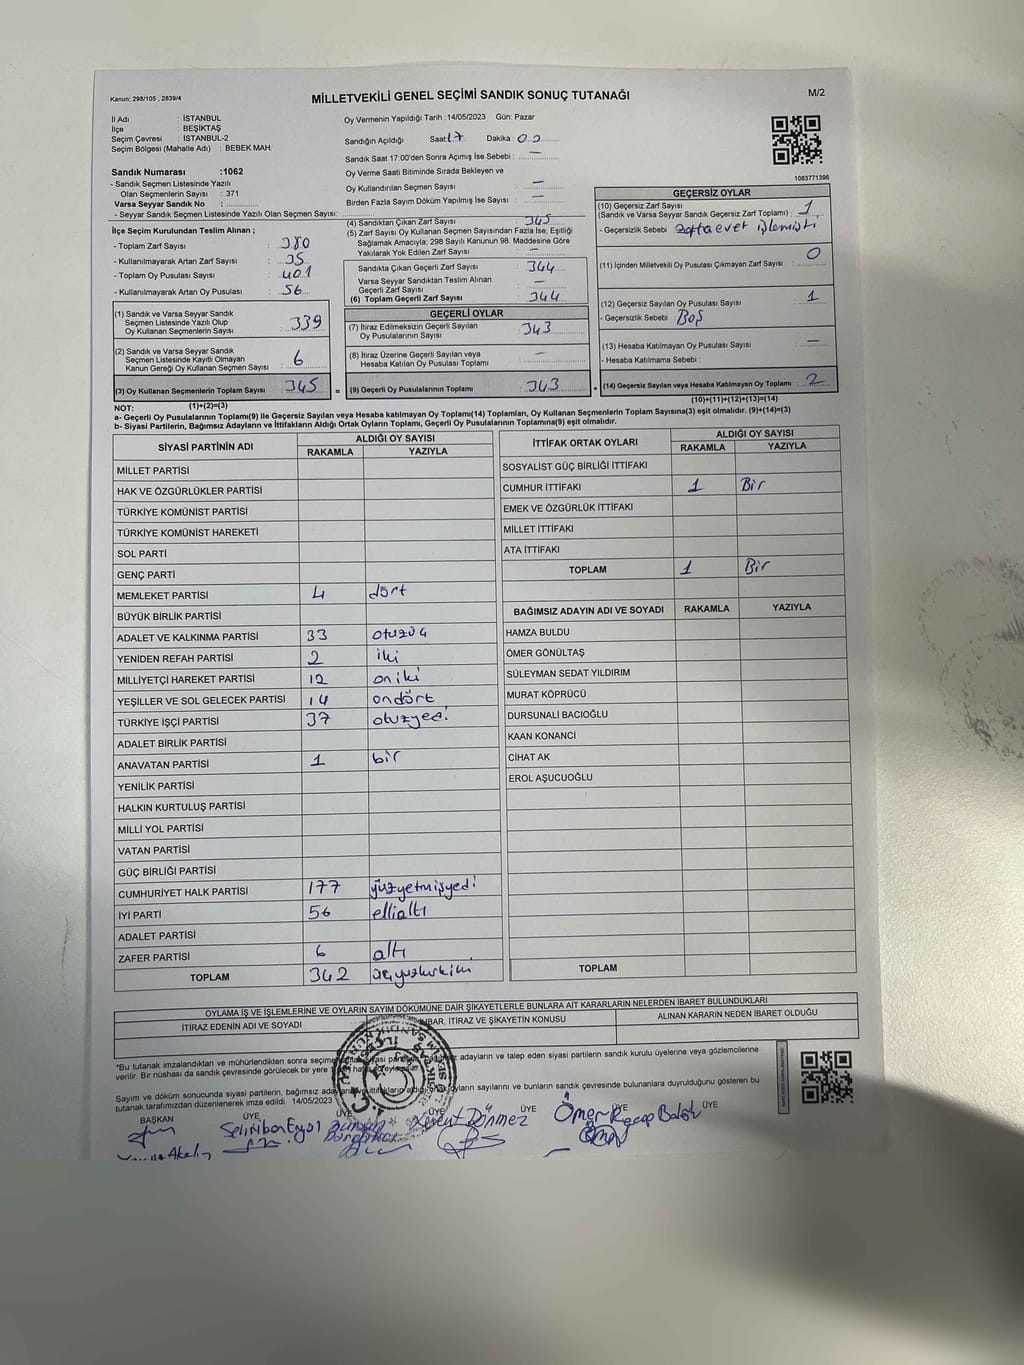 Kanun; 298/105 , 2839/4
MİLLETVEKİLİ GENEL SEÇİMİ SANDIK SONUÇ TUTANAĞI
M/2
İl Adı : İSTANBUL
İlçe : BEŞİKTAŞ
Seçim Çevresi : İSTANBUL-2
Seçim Bölgesi (Mahalle Adı) : BEBEK MAH.
Sandık Numarası :1062
- Sandık Seçmen Listesinde Yazılı
Olan Seçmenlerin Sayısı : 371
Varsa Seyyar Sandık No :
- Seyyar Sandık Seçmen Listesinde Yazılı Olan Seçmen Sayısı:
İlçe Seçim Kurulundan Teslim Alınan ;
- Toplam Zarf Sayısı : 380
- Kullanılmayarak Artan Zarf Sayısı : 35
- Toplam Oy Pusulası Sayısı : 401
- Kullanılmayarak Artan Oy Pusulası : 56
(1) Sandık ve Varsa Seyyar Sandık
Seçmen Listesinde Yazılı Olup
Oy Kullanan Seçmenlerin Sayısı : 339
(2) Sandık ve Varsa Seyyar Sandık
Seçmen Listesinde Kayıtlı Olmayan
Kanun Gereği Oy Kullanan Seçmen Sayısı : 6
(3) Oy Kullanan Seçmenlerin Toplam Sayısı : 345 =
(1)+(2)=(3)
Oy Vermenin Yapıldığı Tarih :14/05/2023 Gün: Pazar
Sandığın Açıldığı Saat: 17 Dakika : 00
Sandık Saat 17:00'den Sonra Açılmış İse Sebebi : —
Oy Verme Saati Bitiminde Sırada Bekleyen ve
Oy Kullandırılan Seçmen Sayısı : —
Birden Fazla Sayım Döküm Yapılmış İse Sayısı : —
(4) Sandıktan Çıkan Zarf Sayısı : 345
(5) Zarf Sayısı Oy Kullanan Seçmen Sayısından Fazla İse, Eşitliği
Sağlamak Amacıyla; 298 Sayılı Kanunun 98. Maddesine Göre
Yakılarak Yok Edilen Zarf Sayısı : —
Sandıkta Çıkan Geçerli Zarf Sayısı : 344
Varsa Seyyar Sandıktan Teslim Alınan
Geçerli Zarf Sayısı : —
(6) Toplam Geçerli Zarf Sayısı : 344
GEÇERLİ OYLAR
(7) İtiraz Edilmeksizin Geçerli Sayılan
Oy Pusulasının Sayısı : 343
(8) İtiraz Üzerine Geçerli Sayılan veya
Hesaba Katılan Oy Pusulası Toplamı : —
(9) Geçerli Oy Pusulalarının Toplamı : 343 +
1083771396
GEÇERSİZ OYLAR
(10) Geçersiz Zarf Sayısı
(Sandık ve Varsa Seyyar Sandık Geçersiz Zarf Toplamı) : 1
- Geçersizlik Sebebi : zarfta evet işlemişti
(11) İçinden Milletvekili Oy Pusulası Çıkmayan Zarf Sayısı : 0
(12) Geçersiz Sayılan Oy Pusulası Sayısı : 1
- Geçersizlik Sebebi : Boş
(13) Hesaba Katılmayan Oy Pusulası Sayısı : —
- Hesaba Katılmama Sebebi :
(14) Geçersiz Sayılan veya Hesaba Katılmayan Oy Toplamı : 2
(10)+(11)+(12)+(13)=(14)
NOT:
a- Geçerli Oy Pusulalarının Toplamı(9) ile Geçersiz Sayılan veya Hesaba katılmayan Oy Toplamı(14) Toplamları, Oy Kullanan Seçmenlerin Toplam Sayısına(3) eşit olmalıdır. (9)+(14)=(3)
b- Siyasi Partilerin, Bağımsız Adayların ve İttifakların Aldığı Ortak Oyların Toplamı, Geçerli Oy Pusulalarının Toplamına(9) eşit olmalıdır.
SİYASİ PARTİNİN ADI ALDIĞI OY SAYISI
RAKAMLA YAZIYLA
MİLLET PARTİSİ
HAK VE ÖZGÜRLÜKLER PARTİSİ
TÜRKİYE KOMÜNİST PARTİSİ
TÜRKİYE KOMÜNİST HAREKETİ
SOL PARTİ
GENÇ PARTİ
MEMLEKET PARTİSİ 4 dört
BÜYÜK BİRLİK PARTİSİ
ADALET VE KALKINMA PARTİSİ 33 otuzüç
YENİDEN REFAH PARTİSİ 2 iki
MİLLİYETÇİ HAREKET PARTİSİ 12 oniki
YEŞİLLER VE SOL GELECEK PARTİSİ 14 ondört
TÜRKİYE İŞÇİ PARTİSİ 37 otuzyedi
ADALET BİRLİK PARTİSİ
ANAVATAN PARTİSİ 1 bir
YENİLİK PARTİSİ
HALKIN KURTULUŞ PARTİSİ
MİLLİ YOL PARTİSİ
VATAN PARTİSİ
GÜÇ BİRLİĞİ PARTİSİ
CUMHURİYET HALK PARTİSİ 177 yüzyetmişyedi
İYİ PARTİ 56 ellialtı
ADALET PARTİSİ
ZAFER PARTİSİ 6 altı
TOPLAM 342 üçyüzkırkiki
İTTİFAK ORTAK OYLARI ALDIĞI OY SAYISI
RAKAMLA YAZIYLA
SOSYALİST GÜÇ BİRLİĞİ İTTİFAKI
CUMHUR İTTİFAKI 1 Bir
EMEK VE ÖZGÜRLÜK İTTİFAKI
MİLLET İTTİFAKI
ATA İTTİFAKI
TOPLAM 1 Bir
BAĞIMSIZ ADAYIN ADI VE SOYADI RAKAMLA YAZIYLA
HAMZA BULDU
ÖMER GÖNÜLTAŞ
SÜLEYMAN SEDAT YILDIRIM
MURAT KÖPRÜCÜ
DURSUNALİ BACIOĞLU
KAAN KONANCİ
CİHAT AK
EROL AŞUCUOĞLU
TOPLAM
OYLAMA İŞ VE İŞLEMLERİNE VE OYLARIN SAYIM DÖKÜMÜNE DAİR ŞİKAYETLERLE BUNLARA AİT KARARLARIN NELERDEN İBARET BULUNDUKLARI
İTİRAZ EDENİN ADI VE SOYADI
İHBAR, İTİRAZ VE ŞİKAYETİN KONUSU
ALINAN KARARIN NEDEN İBARET OLDUĞU
*Bu tutanak imzalandıktan ve mühürlendikten sonra seçime siyasi adayların ve talep eden siyasi partilerin sandık kurulu üyelerine veya gözlemcilerine
verilir. Bir nüshası da sandık çevresinde görülecek bir yere
Sayım ve döküm sonucunda siyasi partilerin, bağımsız adayların ittifakların aldığı oyların sayılarını ve bunların sandık çevresinde bulunanlara duyrulduğunu gösteren bu
tutanak tarafımızdan düzenlenerek imza edildi. 14/05/2023
BAŞKAN ÜYE ÜYE ÜYE ÜYE ÜYE ÜYE
Dönmez Ömer Recep